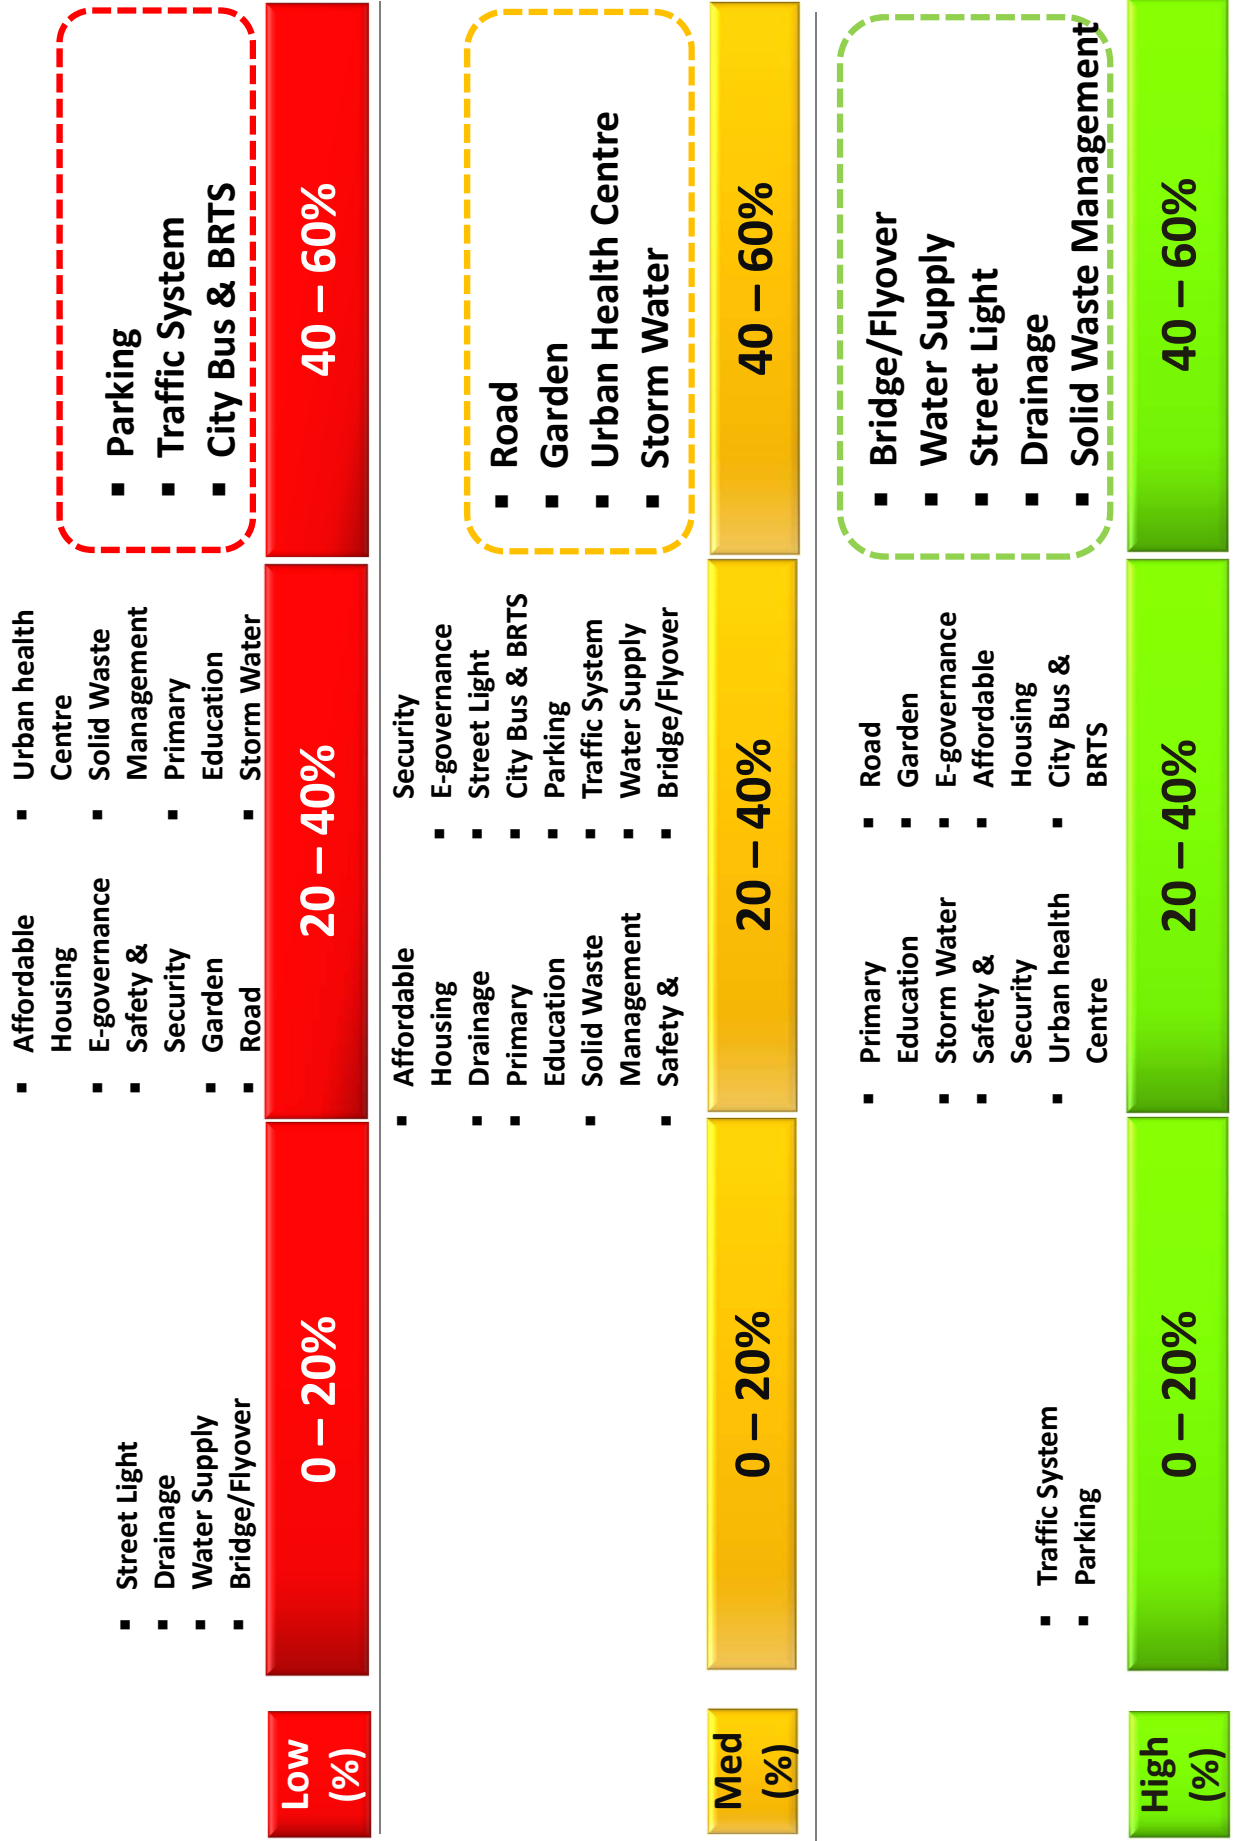 ▪ Street Light
▪ Drainage
▪ Water Supply
▪ Bridge/Flyover
▪ Affordable
Housing
▪ E-governance
▪ Safety &
Security
▪ Garden
▪ Road
▪ Urban health
Centre
▪ Solid Waste
Management
▪ Primary
Education
▪ Storm Water
▪ Parking
▪ Traffic System
▪ City Bus & BRTS
Low
(%)
0 – 20%
20 – 40%
40 – 60%
▪ Affordable
Housing
▪ Drainage
▪ Primary
Education
▪ Solid Waste
Management
▪ Safety &
Security
▪ E-governance
▪ Street Light
▪ City Bus & BRTS
▪ Parking
▪ Traffic System
▪ Water Supply
▪ Bridge/Flyover
▪ Road
▪ Garden
▪ Urban Health Centre
▪ Storm Water
Med
(%)
0 – 20%
20 – 40%
40 – 60%
▪ Traffic System
▪ Parking
▪ Primary
Education
▪ Storm Water
▪ Safety &
Security
▪ Urban health
Centre
▪ Road
▪ Garden
▪ E-governance
▪ Affordable
Housing
▪ City Bus &
BRTS
▪ Bridge/Flyover
▪ Water Supply
▪ Street Light
▪ Drainage
▪ Solid Waste Management
High
(%)
0 – 20%
20 – 40%
40 – 60%